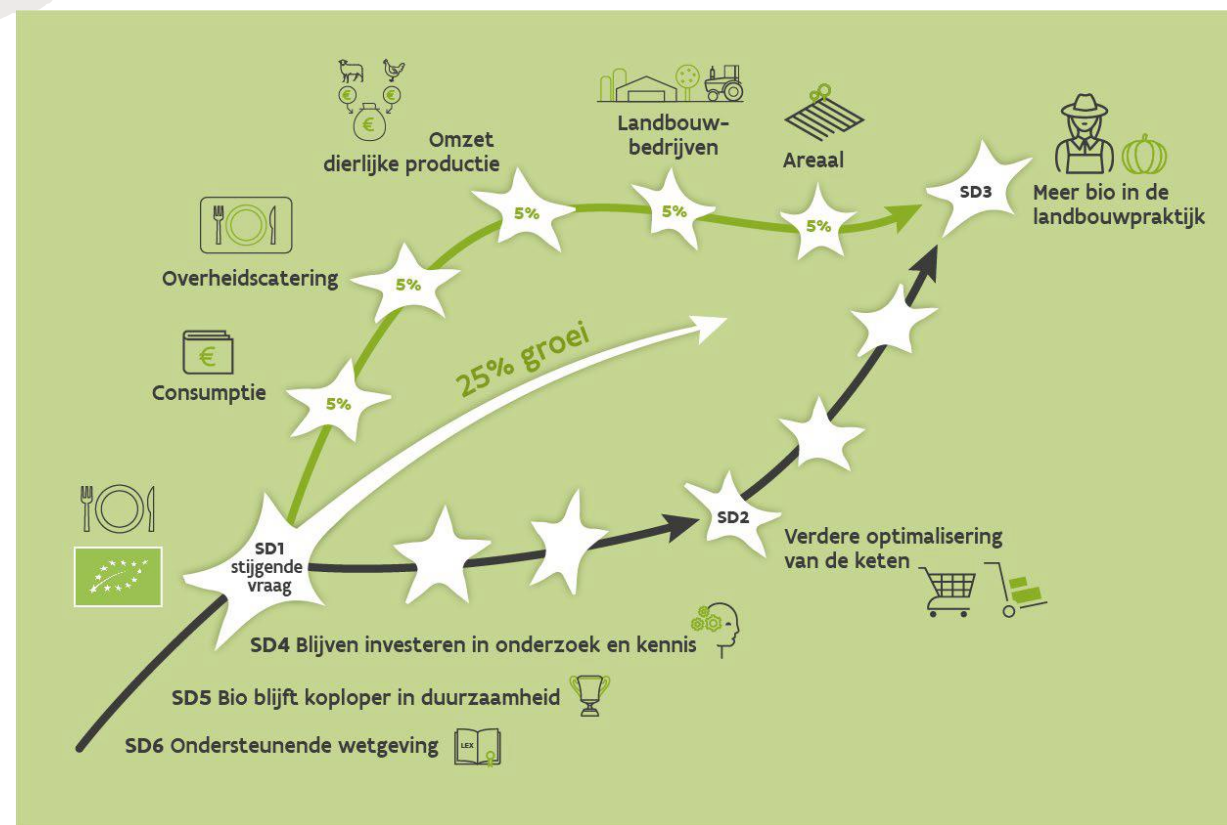 Omzet
dierlijke productie
Landbouw-
bedrijven
Areaal
SD3
Meer bio in de
landbouwpraktijk
5%
5%
5%
Overheidscatering
5%
25% groei
Consumptie
5%
SD1
stijgende
vraag
SD2
Verdere optimalisering
van de keten
SD4 Blijven investeren in onderzoek en kennis
SD5 Bio blijft koploper in duurzaamheid
SD6 Ondersteunende wetgeving
LEX
€
€
€
€